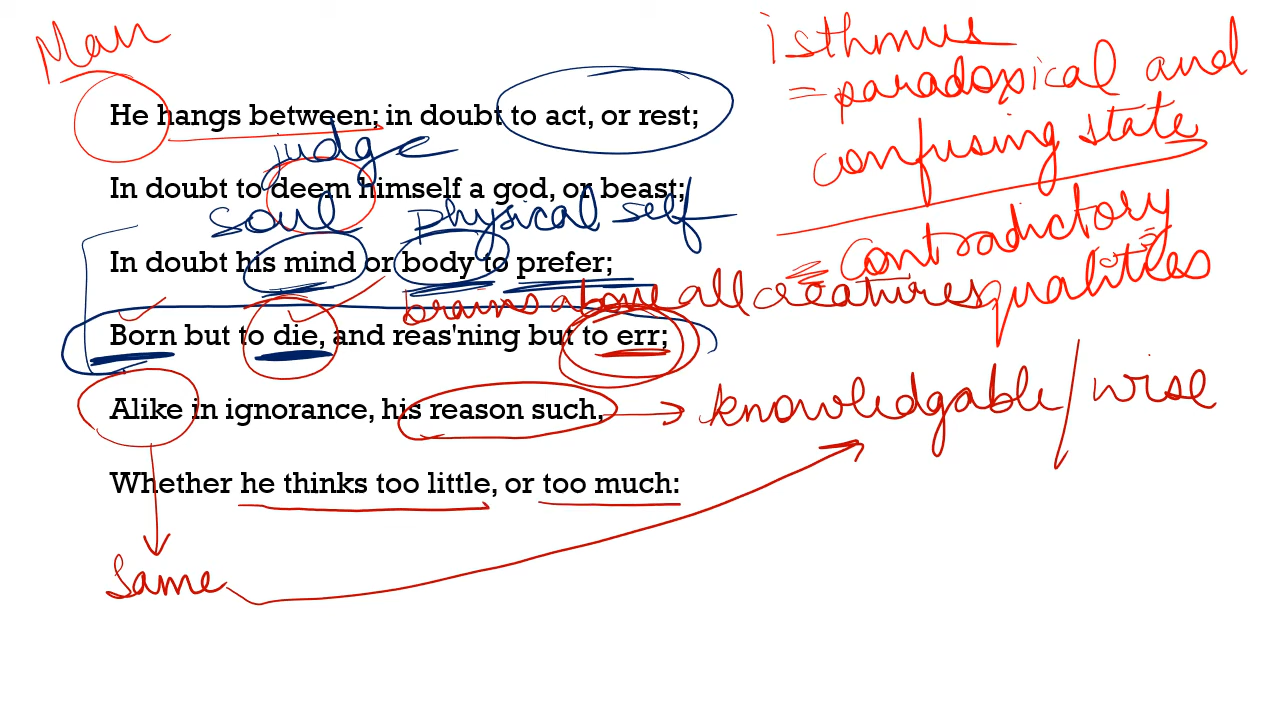 Man
isthmus
= paradoxical and
confusing state
He hangs between; in doubt to act, or rest;
judge
In doubt to deem himself a god, or beast;
soul physical self
= Contradictory
qualities
In doubt his mind or body to prefer;
brains above all creatures
Born but to die, and reas'ning but to err;
Alike in ignorance, his reason such,
knowledgable/wise
Whether he thinks too little, or too much:
Same